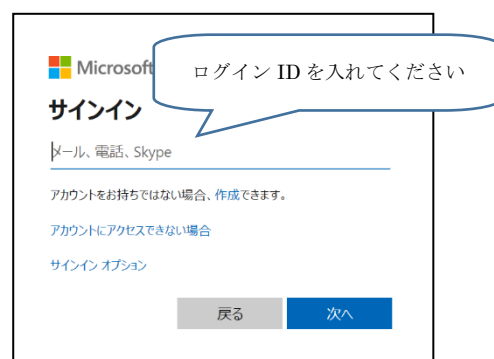 Microsoft
ログイン ID を入れてください
サインイン
メール、電話、Skype
アカウントをお持ちではない場合、作成できます。
アカウントにアクセスできない場合
サインイン オプション
戻る
次へ